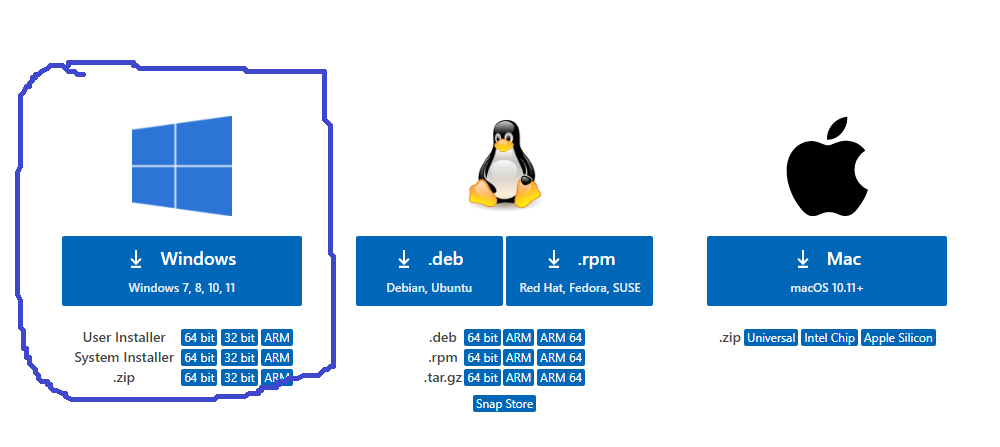 Windows
Windows 7, 8, 10, 11
User Installer 64 bit 32 bit ARM
System Installer 64 bit 32 bit ARM
.zip 64 bit 32 bit ARM
.deb
Debian, Ubuntu
.rpm
Red Hat, Fedora, SUSE
.deb 64 bit ARM ARM 64
.rpm 64 bit ARM ARM 64
.tar.gz 64 bit ARM ARM 64
Snap Store
Mac
macOS 10.11+
.zip Universal Intel Chip Apple Silicon